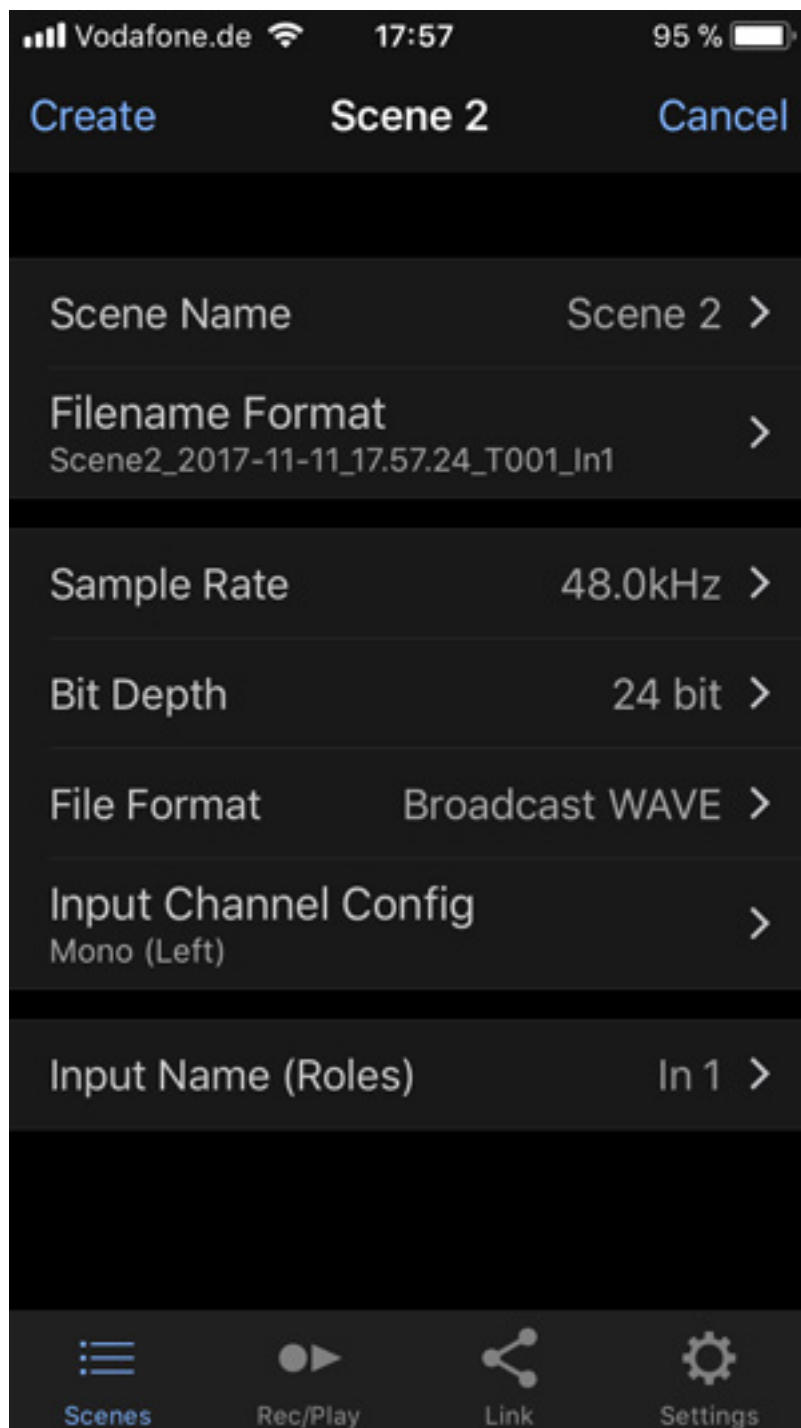 Vodafone.de 17:57 95 %
Create Scene 2 Cancel
Scene Name Scene 2
Filename Format
Scene2_2017-11-11_17.57.24_T001_In1
Sample Rate 48.0kHz
Bit Depth 24 bit
File Format Broadcast WAVE
Input Channel Config
Mono (Left)
Input Name (Roles) In 1
Scenes Rec/Play Link Settings